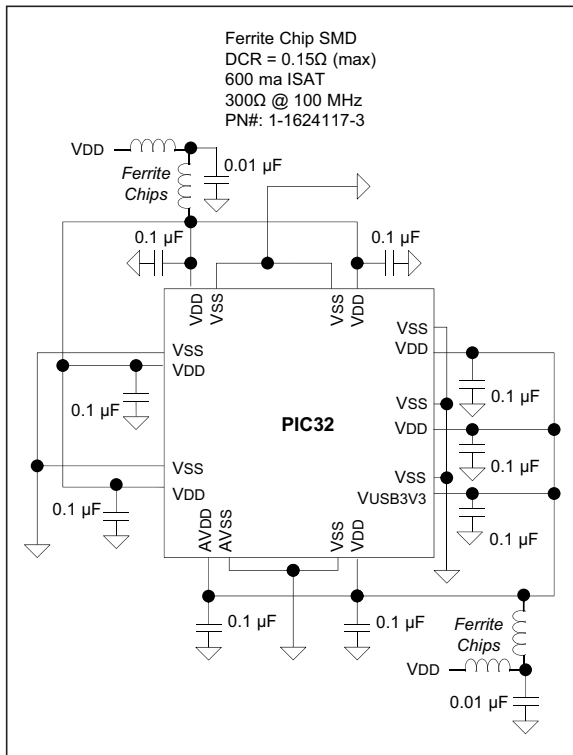 Ferrite Chip SMD
DCR = 0.15Ω (max)
600 ma ISAT
300Ω @ 100 MHz
PN#: 1-1624117-3
VDD
0.01 µF
Ferrite
Chips
0.1 µF
0.1 µF
VDD
VSS
VSS
VDD
VSS
VDD
VSS
VDD
0.1 µF
0.1 µF
VSS
PIC32
VDD
0.1 µF
VSS
VSS
VDD
VUSB3V3
0.1 µF
0.1 µF
AVDD
AVSS
VSS
VDD
0.1 µF
0.1 µF
Ferrite
Chips
VDD
0.01 µF